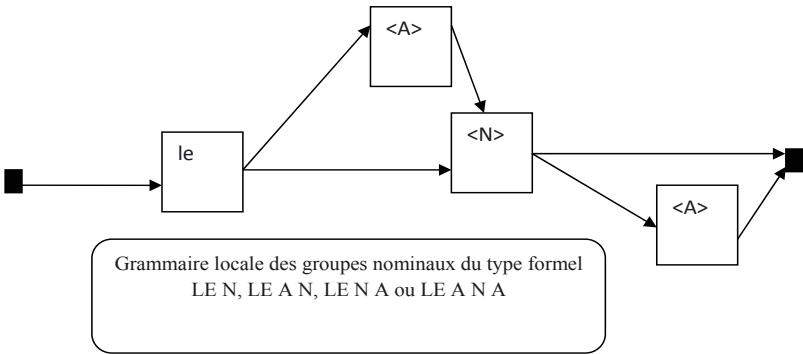 <A>
<N>
le
<A>
Grammaire locale des groupes nominaux du type formel
LE N, LE A N, LE N A ou LE A N A